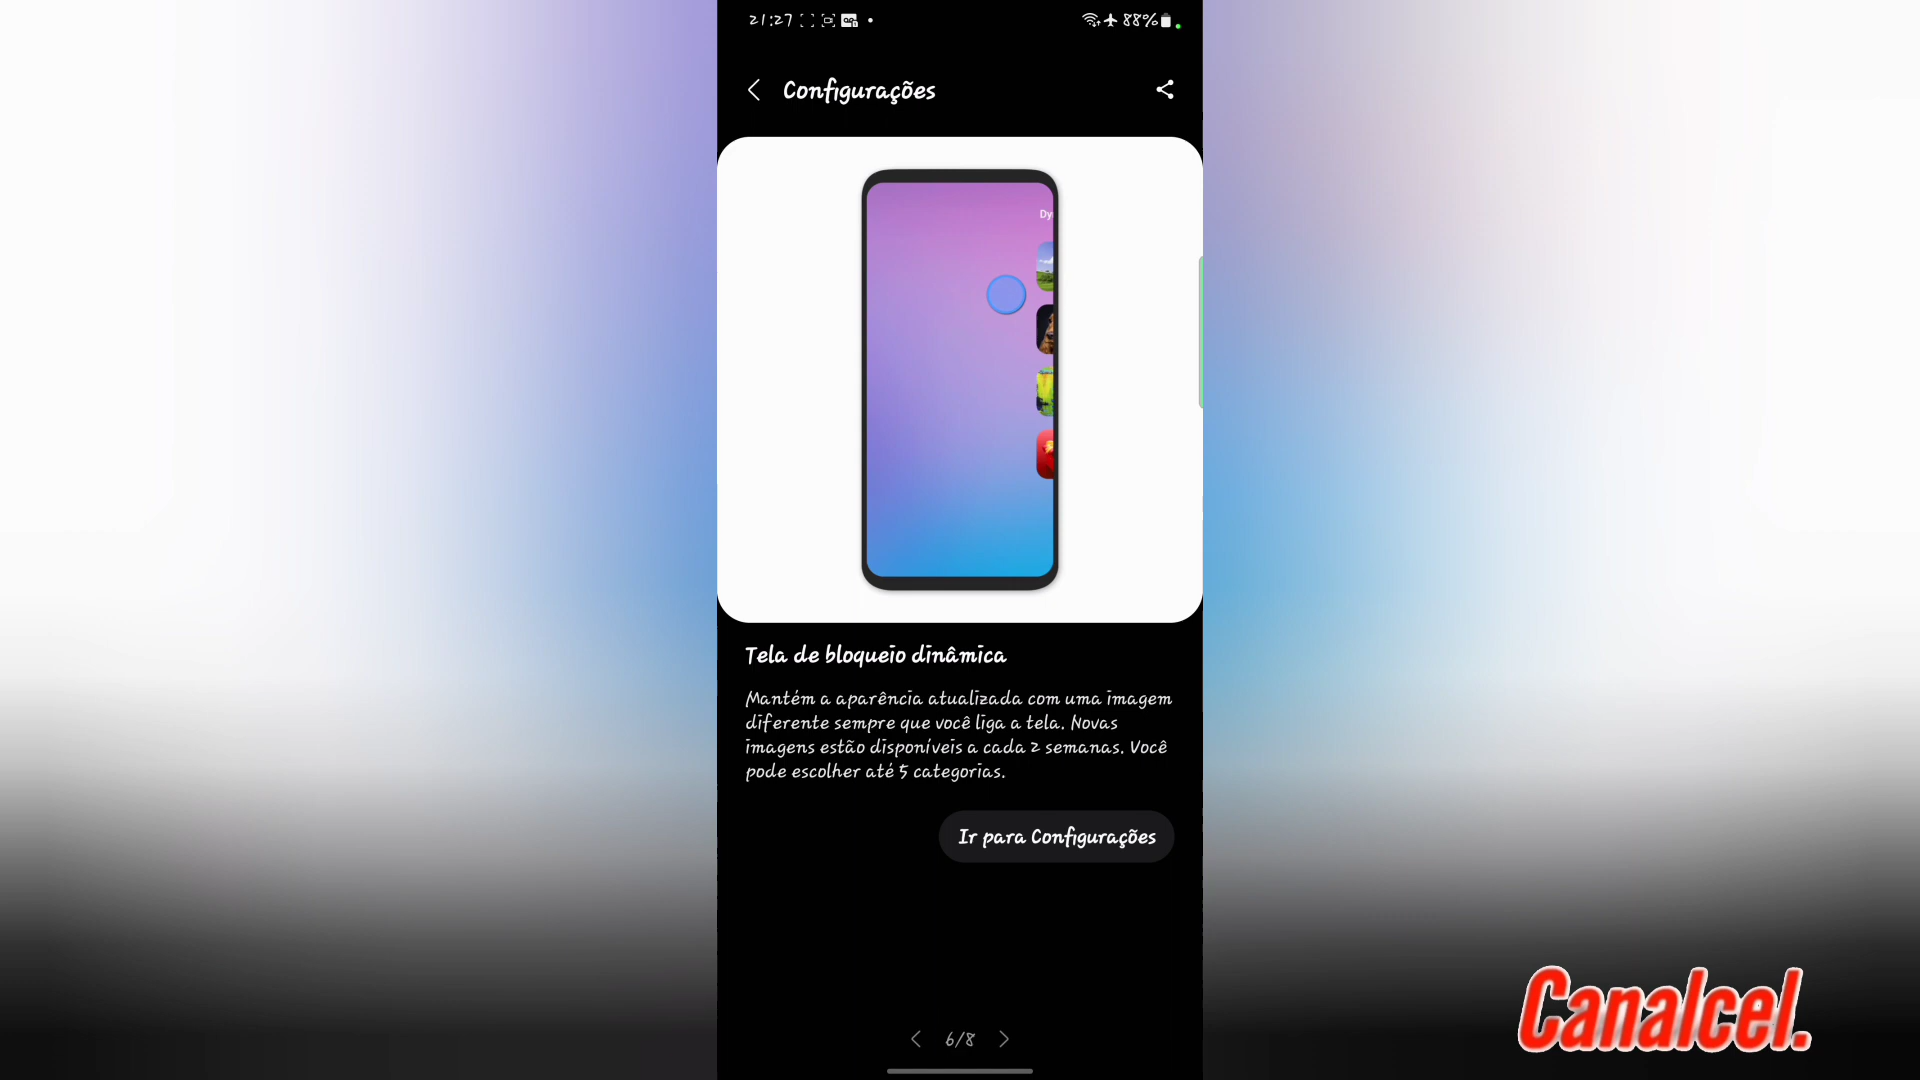 21:27
88%
Configurações
Dy
Tela de bloqueio dinâmica
Mantém a aparência atualizada com uma imagem
diferente sempre que você liga a tela. Novas
imagens estão disponíveis a cada 2 semanas. Você
pode escolher até 5 categorias.
Ir para Configurações
6/8
Canalcel.